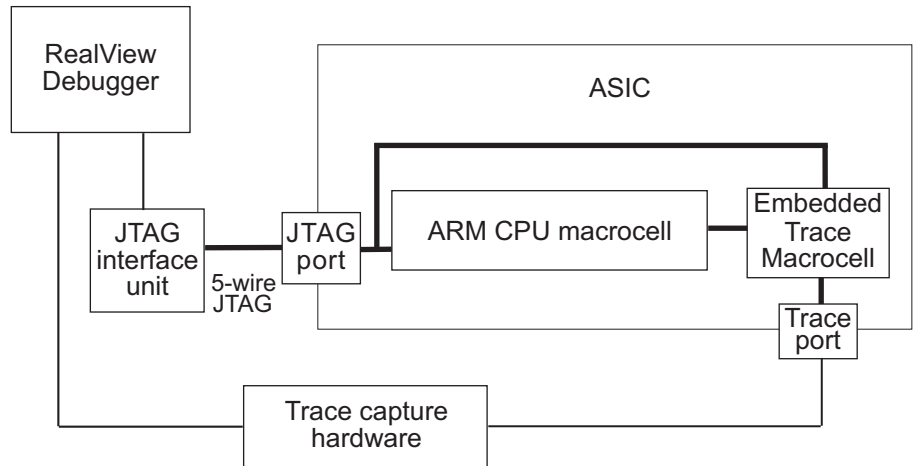 RealView
Debugger
ASIC
JTAG
interface
unit
5-wire
JTAG
JTAG
port
ARM CPU macrocell
Embedded
Trace
Macrocell
Trace
port
Trace capture
hardware